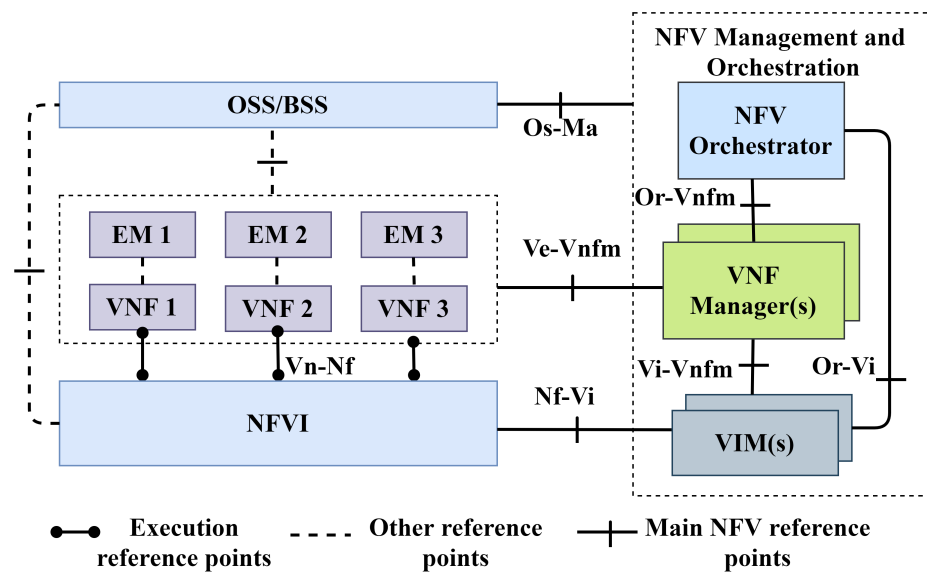 NFV Management and
Orchestration
OSS/BSS
Os-Ma
NFV
Orchestrator
Or-Vnfm
EM 1
EM 2
EM 3
Ve-Vnfm
VNF
Manager(s)
VNF 1
VNF 2
VNF 3
Vn-Nf
Vi-Vnfm
Or-Vi
Nf-Vi
NFVI
VIM(s)
Execution
reference points
Other reference
points
Main NFV reference
points